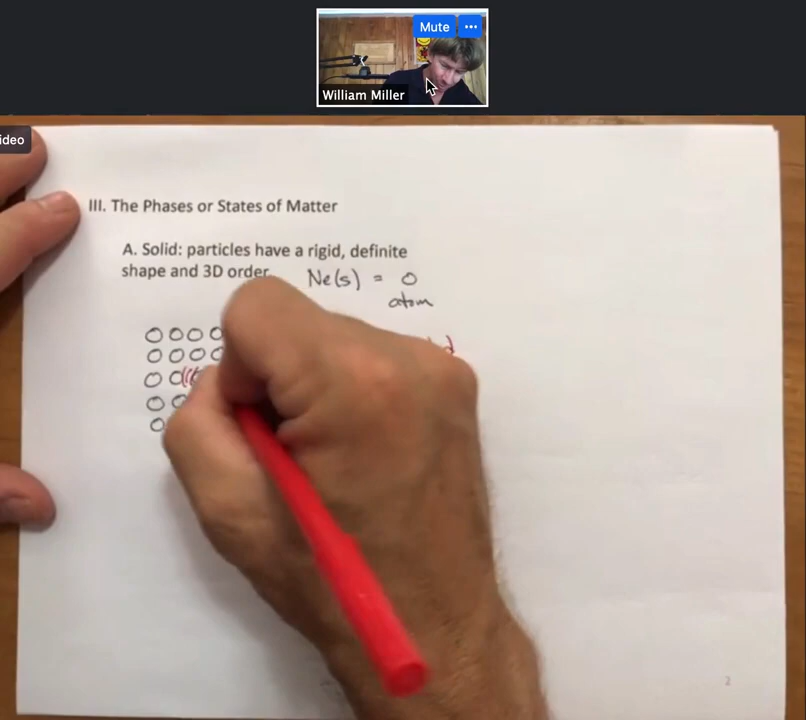 Mute
William Miller
ideo
III. The Phases or States of Matter
A. Solid: particles have a rigid, definite
shape and 3D order
Ne(s) = O
atom
2